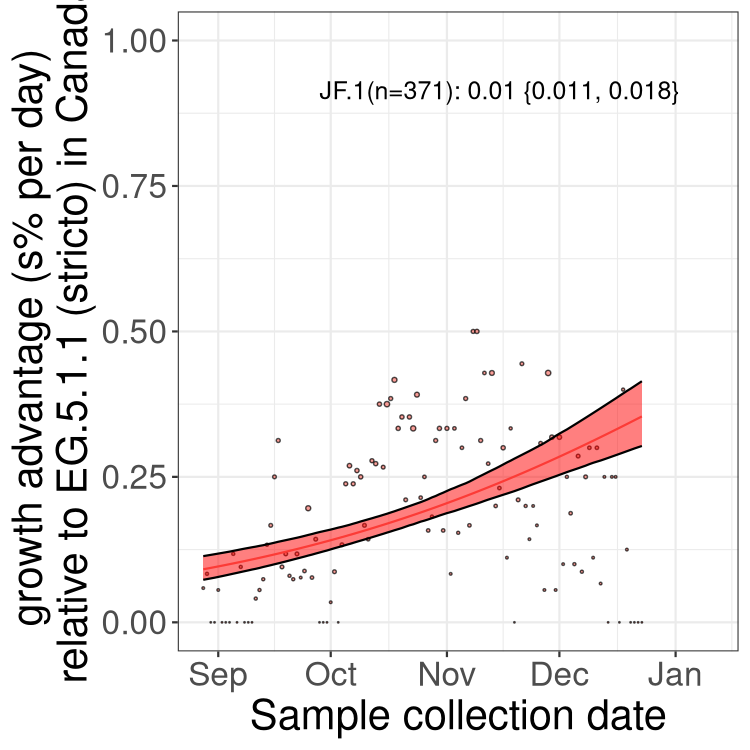 growth advantage (s% per day)
relative to EG.5.1.1 (stricto) in Canada
1.00
0.75
0.50
0.25
0.00
JF.1(n=371): 0.01 {0.011, 0.018}
Sep Oct Nov Dec Jan
Sample collection date